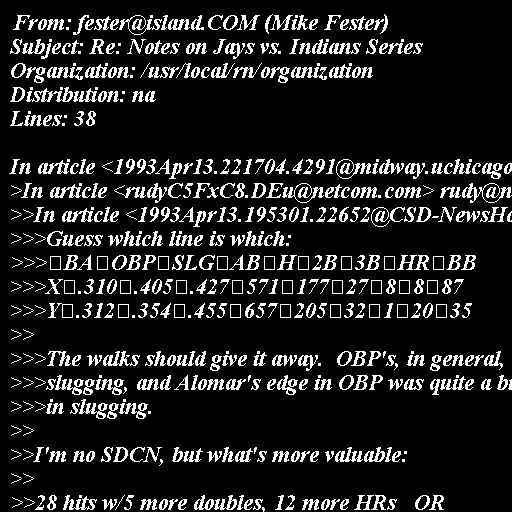 From: fester@island.COM (Mike Fester)
Subject: Re: Notes on Jays vs. Indians Series
Organization: /usr/local/rn/organization
Distribution: na
Lines: 38

In article <1993Apr13.221704.4291@midway.uchicago
>In article <rudyC5FxC8.DEu@netcom.com> rudy@n
>>In article <1993Apr13.195301.22652@CSD-NewsHo
>>>Guess which line is which:
>>>□BA□OBP□SLG□AB□H□2B□3B□HR□BB
>>>X□.310□.405□.427□571□177□27□8□8□87
>>>Y□.312□.354□.455□657□205□32□1□20□35
>>
>>>The walks should give it away.  OBP's, in general,
>>>slugging, and Alomar's edge in OBP was quite a
>>>in slugging.
>>
>>I'm no SDCN, but what's more valuable:
>>
>>28 hits w/5 more doubles, 12 more HRs   OR